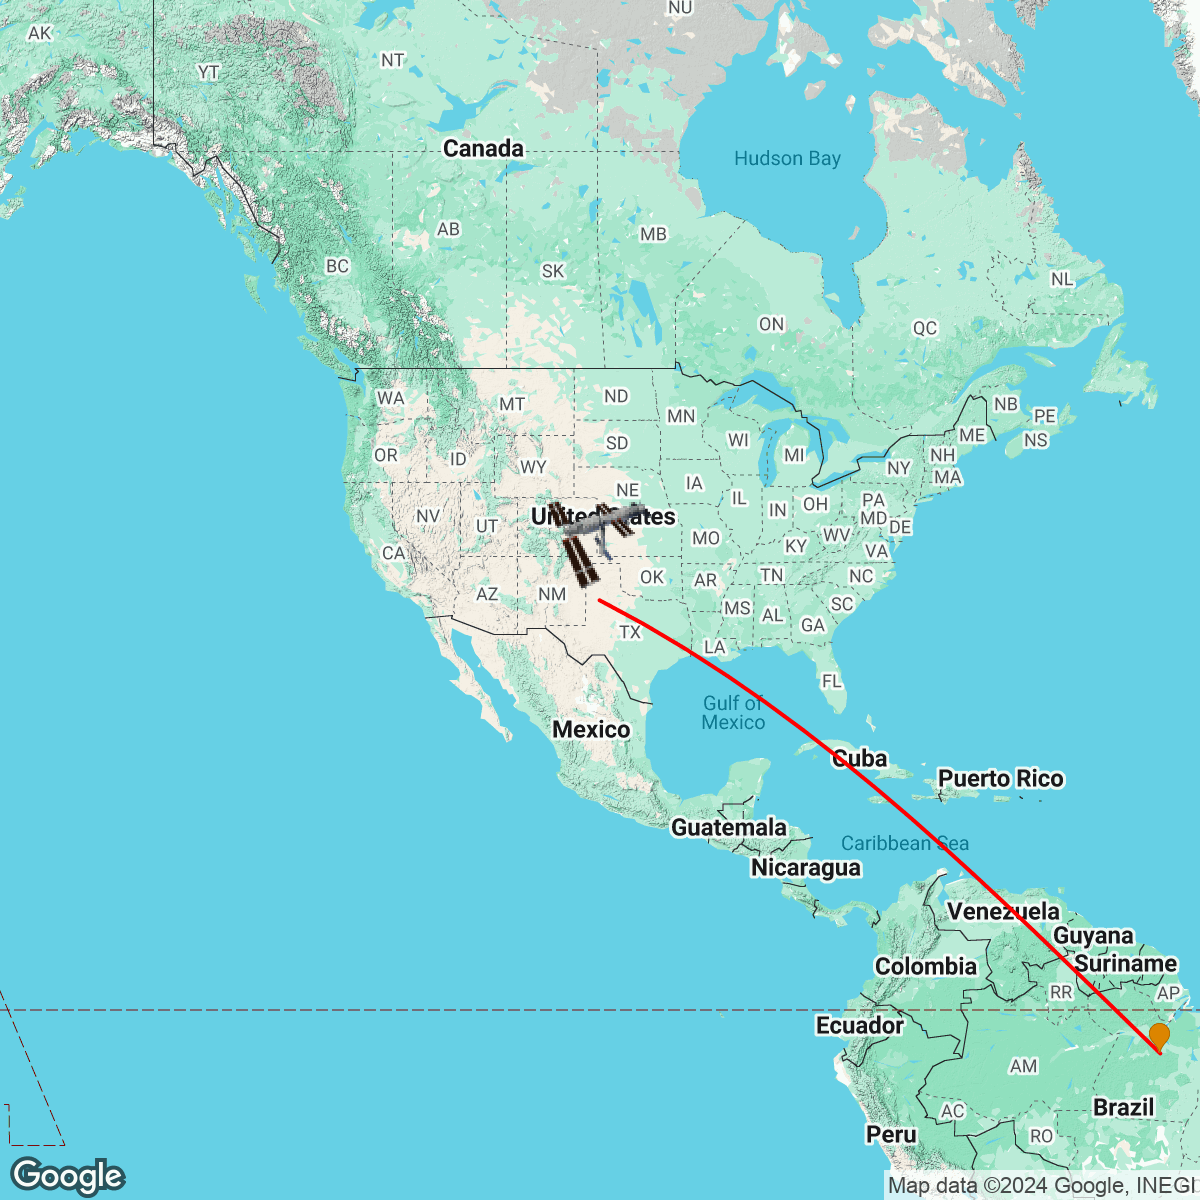 NU
AK
NT
YT
Canada
Hudson Bay
AB
MB
BC
SK
NL
ON
QC
WA
ND
MT
MN
NB
PE
ME
NS
SD
WI
OR
ID
WY
MI
NH
NY
MA
NE
IA
IL
OH
PA
IN
NV
UT
United States
MD
DE
MO
WV
CA
KY
VA
OK
TN
NC
AR
AZ
NM
MS
AL
SC
GA
TX
LA
FL
Gulf of
Mexico
Mexico
Cuba
Puerto Rico
Guatemala
Caribbean Sea
Nicaragua
Venezuela
Guyana
Colombia
Suriname
RR
AP
Ecuador
AM
Brazil
AC
Peru
RO
Google
Map data ©2024 Google, INEGI